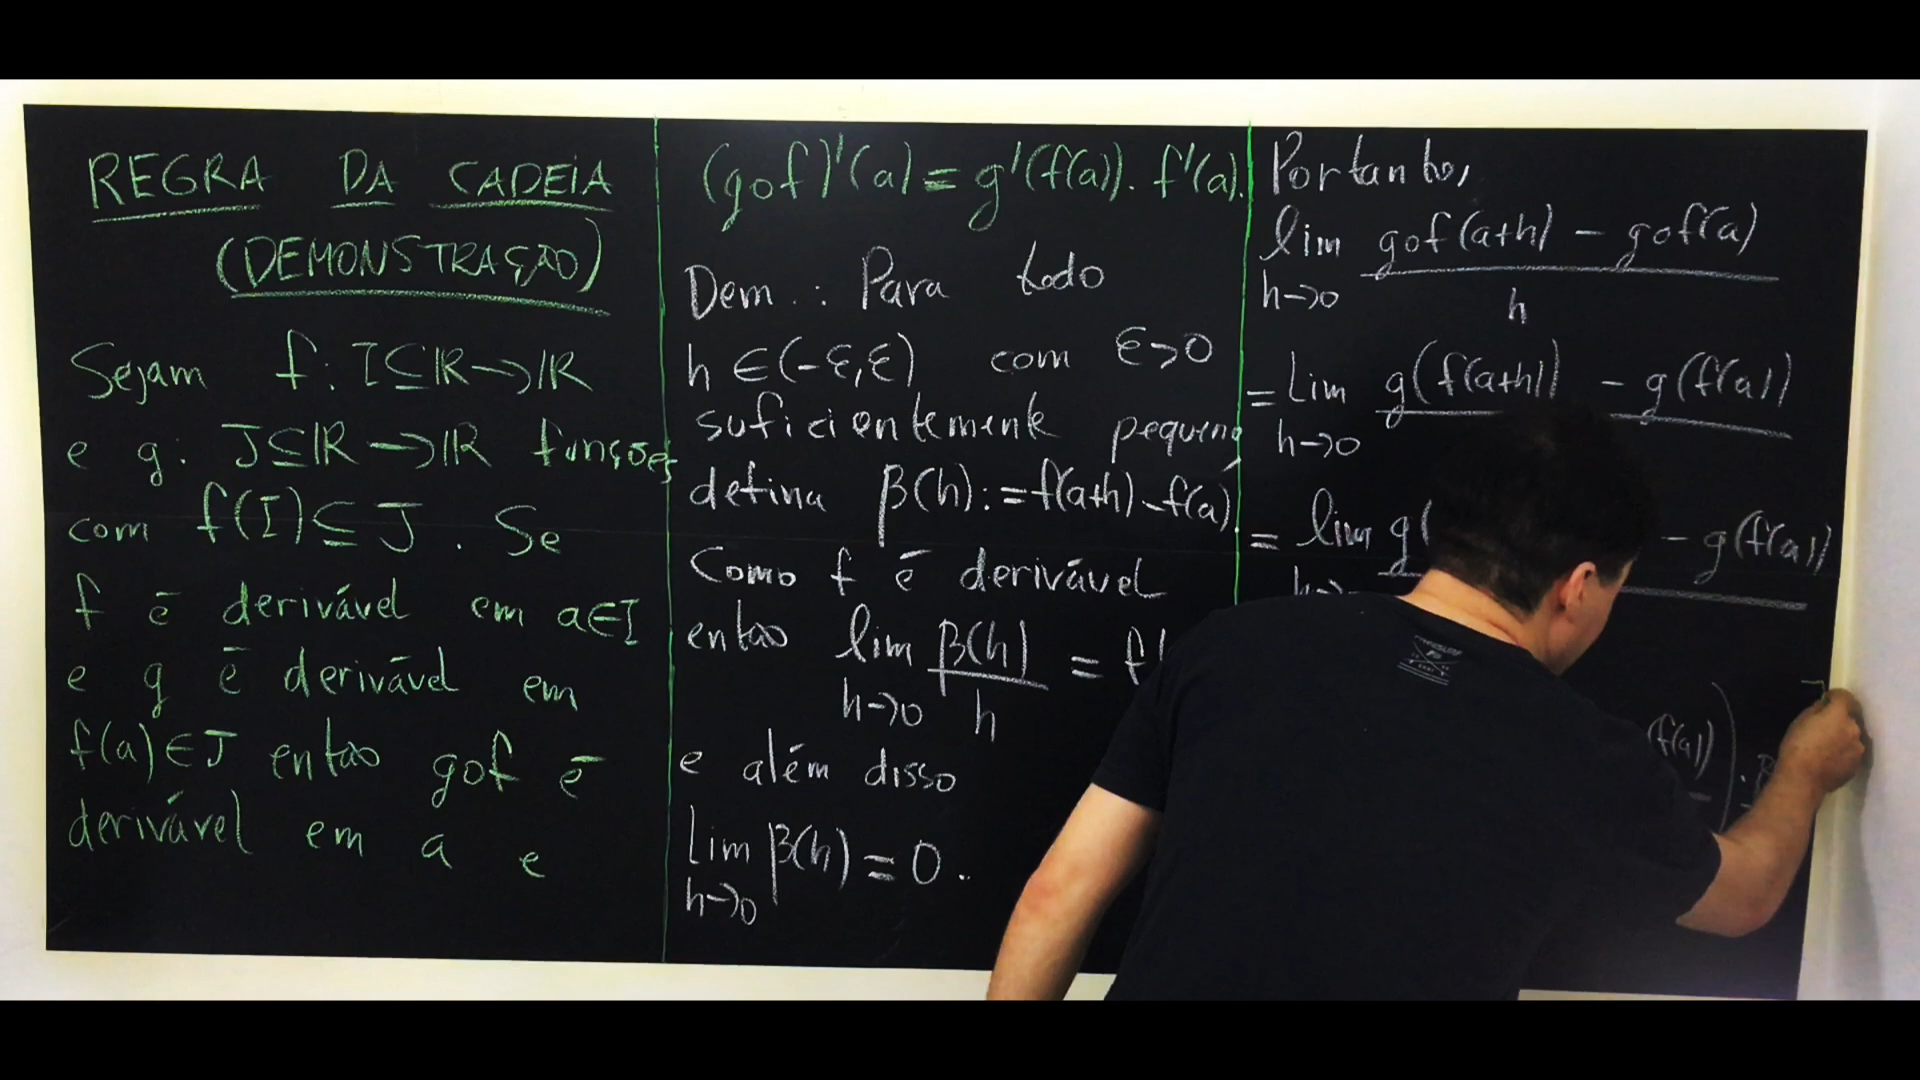 REGRA DA CADEIA
(DEMONSTRAÇÃO)
Sejam f: I⊆ℝ→ℝ
e g: J⊆ℝ→ℝ funções
com f(I)⊆J. Se
f é derivável em a∈I
e g é derivável em
f(a)∈J então gof é
derivável em a e
(gof)'(a) = g'(f(a)). f'(a).
Dem.: Para todo
h∈(-ε,ε) com ε>0
suficientemente pequeno
defina β(h):=f(a+h)-f(a).
Como f é derivável
então lim β(h) = f'
h→0 h
e além disso
lim β(h) = 0.
h→0
Portanto,
lim gof(a+h) - gof(a)
h→0 h
= Lim g(f(a+h)) - g(f(a))
h→0
= lim g( - g(f(a))
f(a)) .